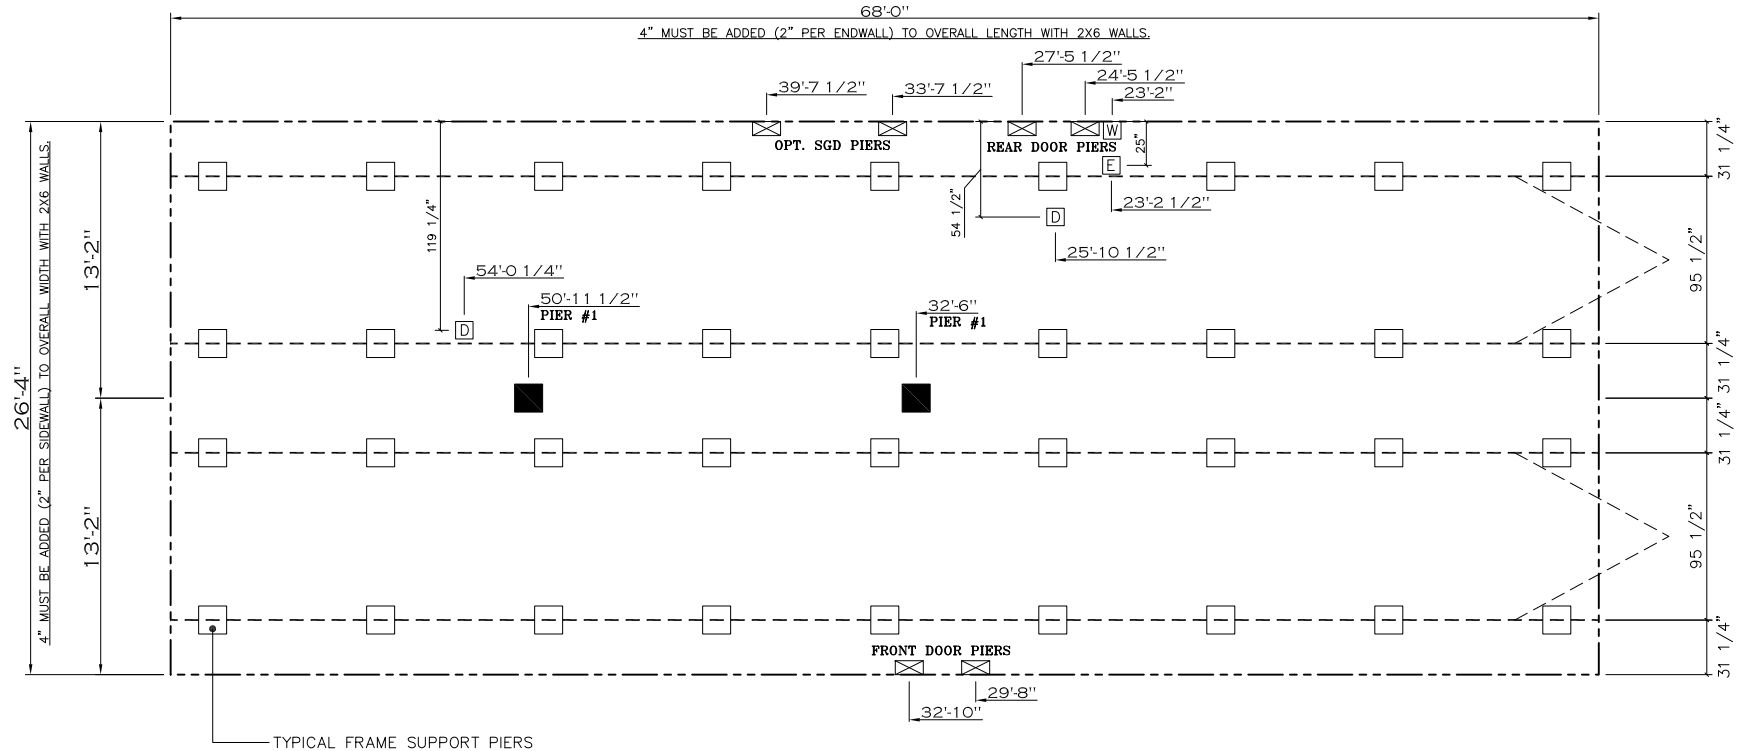 68'-0"
4" MUST BE ADDED (2" PER ENDWALL) TO OVERALL LENGTH WITH 2X6 WALLS.
27'-5 1/2"
24'-5 1/2"
39'-7 1/2"
33'-7 1/2"
23'-2"
W
OPT. SGD PIERS
REAR DOOR PIERS
25"
E
31 1/4"
23'-2 1/2"
54 1/2"
D
119 1/4"
25'-10 1/2"
13'-2"
95 1/2"
54'-0 1/4"
50'-11 1/2"
PIER #1
D
32'-6"
PIER #1
31 1/4"
26'-4"
4" MUST BE ADDED (2" PER SIDEWALL) TO OVERALL WIDTH WITH 2X6 WALLS.
31 1/4"
13'-2"
95 1/2"
FRONT DOOR PIERS
31 1/4"
29'-8"
32'-10"
TYPICAL FRAME SUPPORT PIERS